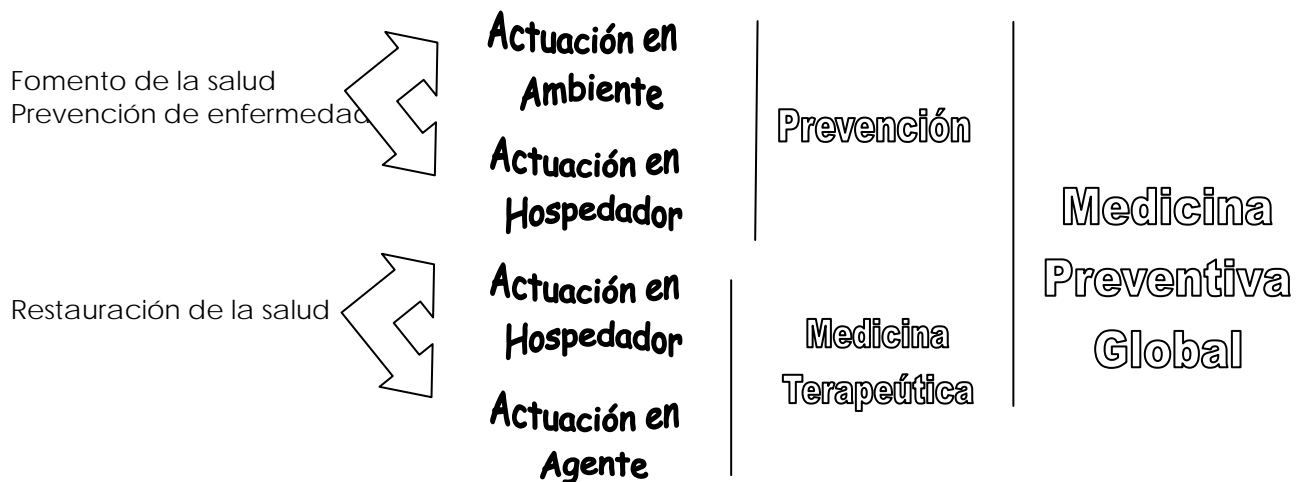 Fomento de la salud
Prevención de enfermedad
Actuación en
Ambiente
Actuación en
Hospedador
Prevención
Restauración de la salud
Actuación en
Hospedador
Actuación en
Agente
Medicina
Terapeútica
Medicina
Preventiva
Global